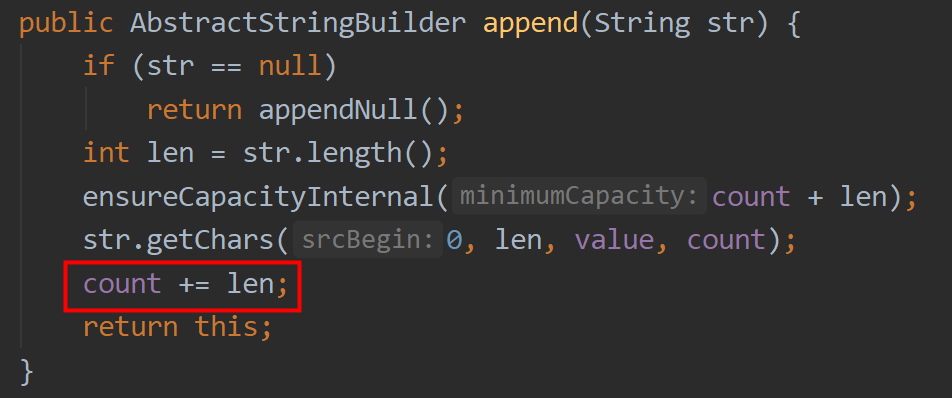 public AbstractStringBuilder append(String str) {
if (str == null)
return appendNull();
int len = str.length();
ensureCapacityInternal( minimumCapacity: count + len);
str.getChars( srcBegin: 0, len, value, count);
count += len;
return this;
}